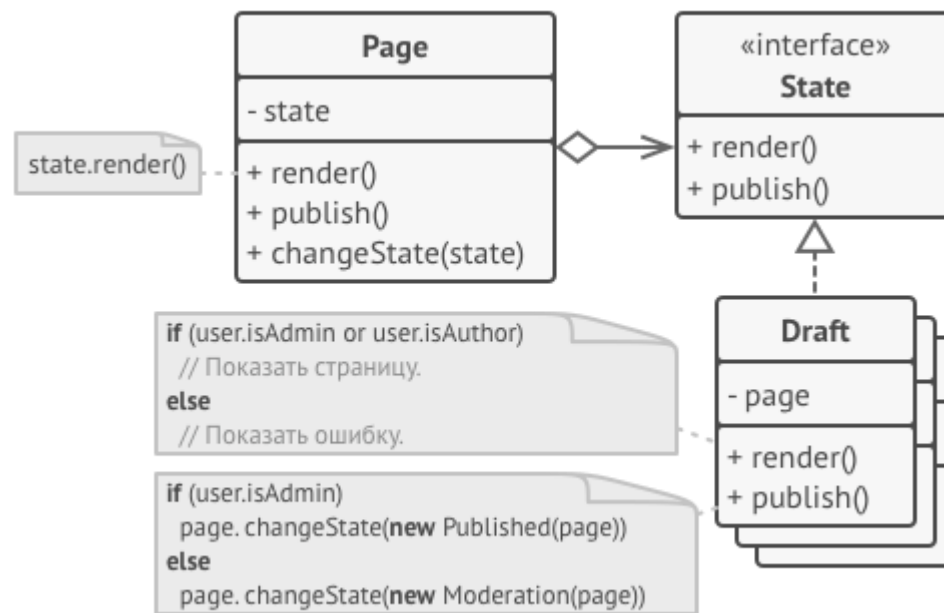 Page
- state
+ render()
+ publish()
+ changeState(state)
state.render()
«interface»
State
+ render()
+ publish()
Draft
- page
+ render()
+ publish()
if (user.isAdmin or user.isAuthor)
// Показать страницу.
else
// Показать ошибку.
if (user.isAdmin)
page. changeState(new Published(page))
else
page. changeState(new Moderation(page))